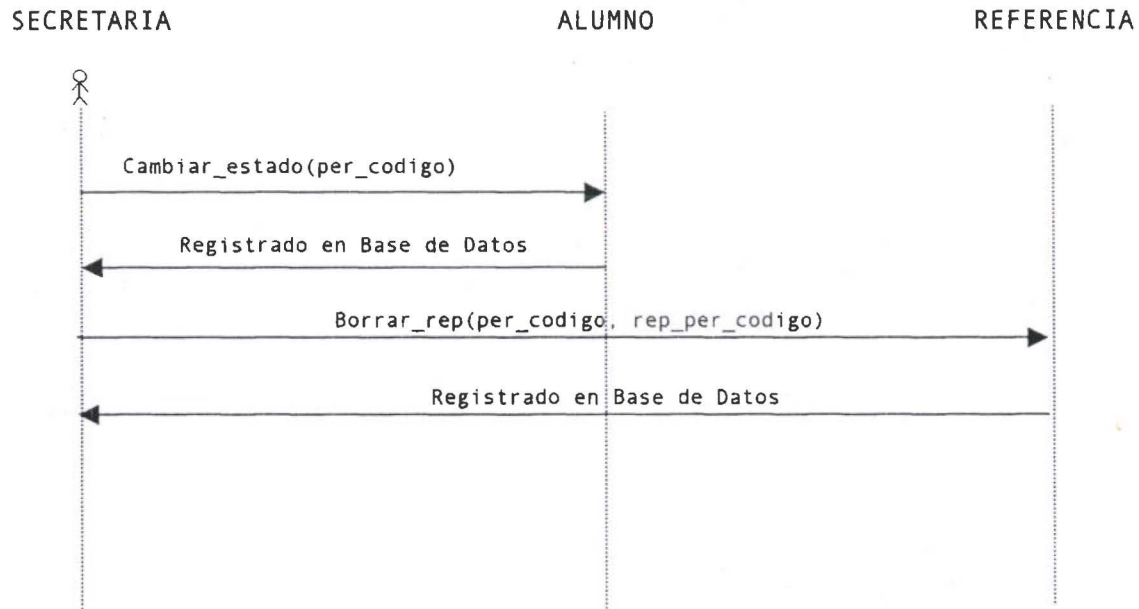 SECRETARIA ALUMNO REFERENCIA
Cambiar_estado(per_codigo)
Registrado en Base de Datos
Borrar_rep(per_codigo, rep_per_codigo)
Registrado en Base de Datos